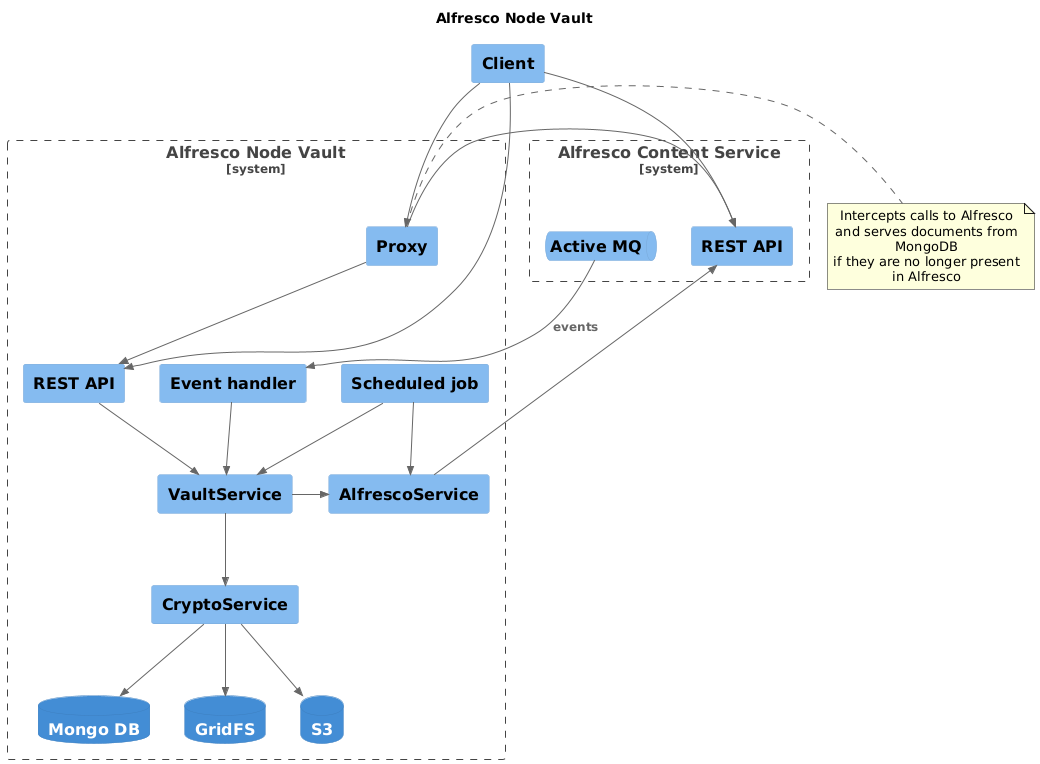 Alfresco Node Vault
Client
Alfresco Node Vault
[system]
Alfresco Content Service
[system]
Proxy
Active MQ
REST API
Intercepts calls to Alfresco
and serves documents from
MongoDB
if they are no longer present
in Alfresco
events
REST API
Event handler
Scheduled job
VaultService
AlfrescoService
CryptoService
Mongo DB
GridFS
S3